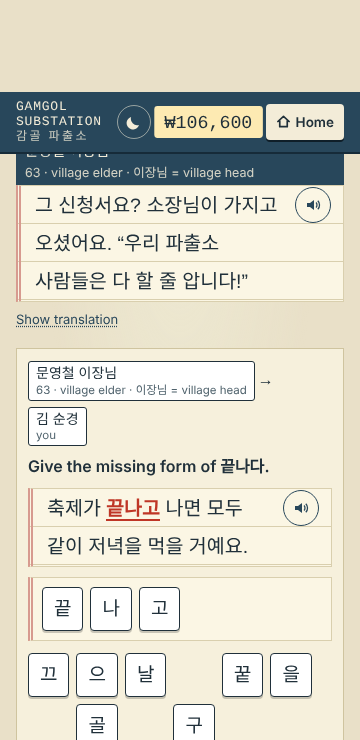 GAMGOL
SUBSTATION
감골 파출소
₩106,600
Home
63 · village elder · 이장님 = village head
그 신청서요? 소장님이 가지고
오셨어요. “우리 파출소
사람들은 다 할 줄 압니다!”
Show translation
문영철 이장님
63 · village elder · 이장님 = village head
→
김 순경
you
Give the missing form of 끝나다.
축제가 끝나고 나면 모두
같이 저녁을 먹을 거예요.
끝 나 고
끄 으 날 꿑 을
골 구